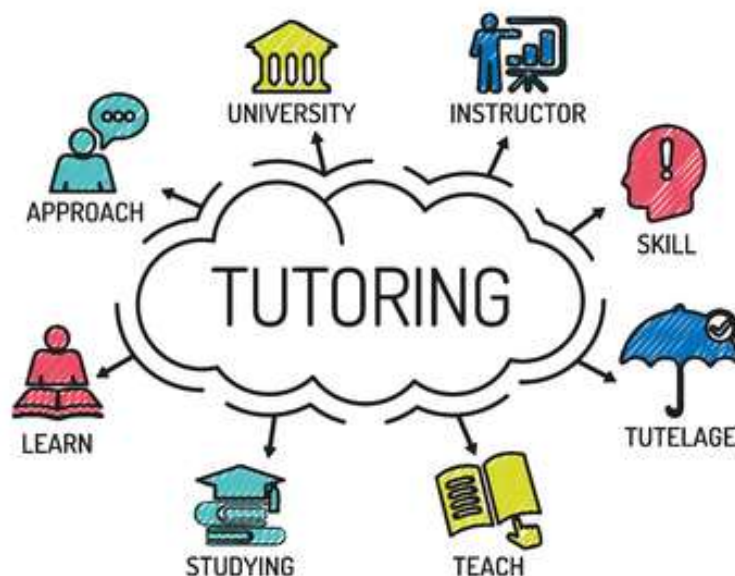 UNIVERSITY
INSTRUCTOR
APPROACH
SKILL
TUTORING
LEARN
TUTELAGE
STUDYING
TEACH